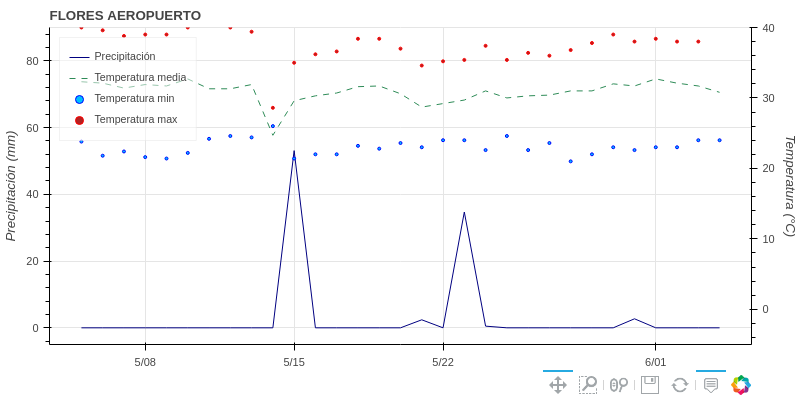 FLORES AEROPUERTO
Precipitación
Temperatura media
Temperatura min
Temperatura max
Precipitación (mm)
80
60
40
20
0
Temperatura (°C)
40
30
20
10
0
5/08 5/15 5/22 6/01